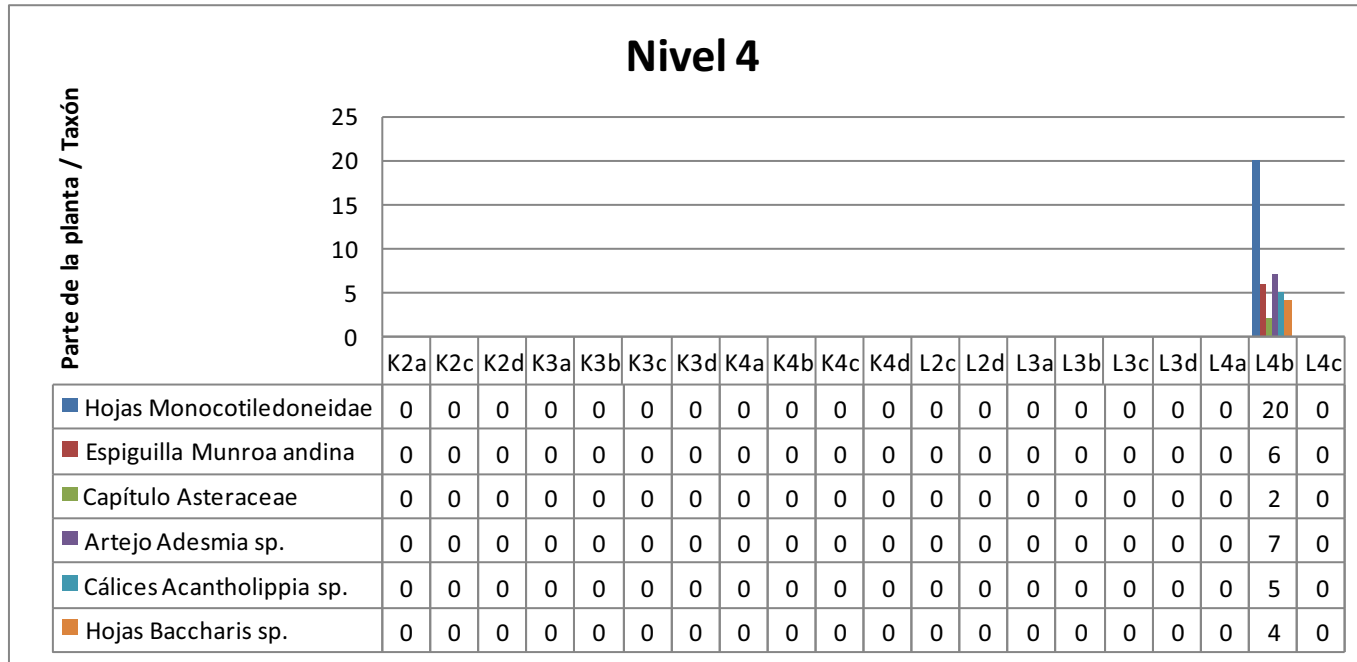 Nivel 4
Parte de la planta / Taxón
25
20
15
10
5
0
K2a K2c K2d K3a K3b K3c K3d K4a K4b K4c K4d L2c L2d L3a L3b L3c L3d L4a L4b L4c
Hojas Monocotiledoneidae 0 0 0 0 0 0 0 0 0 0 0 0 0 0 0 0 0 0 20 0
Espiguilla Munroa andina 0 0 0 0 0 0 0 0 0 0 0 0 0 0 0 0 0 0 6 0
Capítulo Asteraceae 0 0 0 0 0 0 0 0 0 0 0 0 0 0 0 0 0 0 2 0
Artejo Adesmia sp. 0 0 0 0 0 0 0 0 0 0 0 0 0 0 0 0 0 0 7 0
Cálices Acantholippia sp. 0 0 0 0 0 0 0 0 0 0 0 0 0 0 0 0 0 0 5 0
Hojas Baccharis sp. 0 0 0 0 0 0 0 0 0 0 0 0 0 0 0 0 0 0 4 0